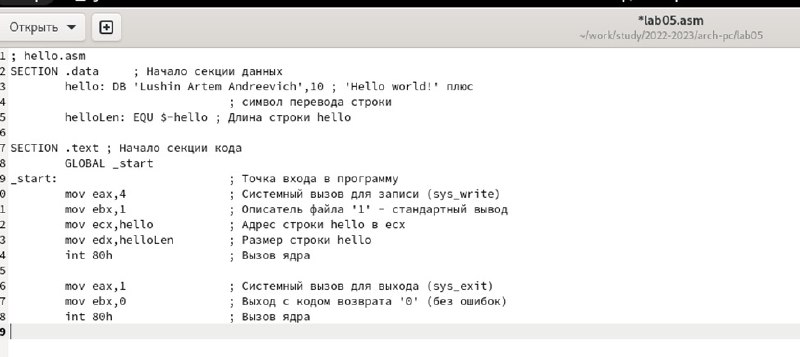 Открыть
*lab05.asm
~/work/study/2022-2023/arch-pc/lab05
1 ; hello.asm
2 SECTION .data ; Начало секции данных
3 hello: DB 'Lushin Artem Andreevich',10 ; 'Hello world!' плюс
4 ; символ перевода строки
5 helloLen: EQU $-hello ; Длина строки hello
6
7 SECTION .text ; Начало секции кода
8 GLOBAL _start
9 _start: ; Точка входа в программу
0 mov eax,4 ; Системный вызов для записи (sys_write)
1 mov ebx,1 ; Описатель файла '1' - стандартный вывод
2 mov ecx,hello ; Адрес строки hello в ecx
3 mov edx,helloLen ; Размер строки hello
4 int 80h ; Вызов ядра
5
6 mov eax,1 ; Системный вызов для выхода (sys_exit)
7 mov ebx,0 ; Выход с кодом возврата '0' (без ошибок)
8 int 80h ; Вызов ядра
9